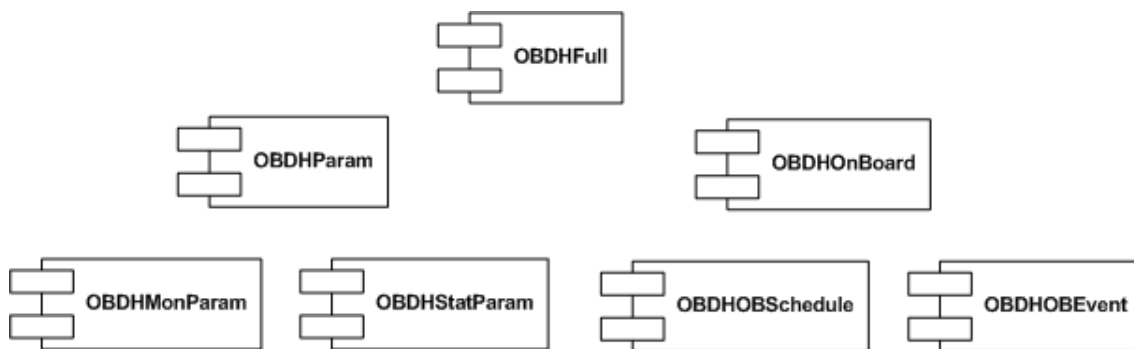 OBDHFull
OBDHParam
OBDHOnBoard
OBDHMonParam
OBDHStatParam
OBDHOBSchedule
OBDHOBEvent